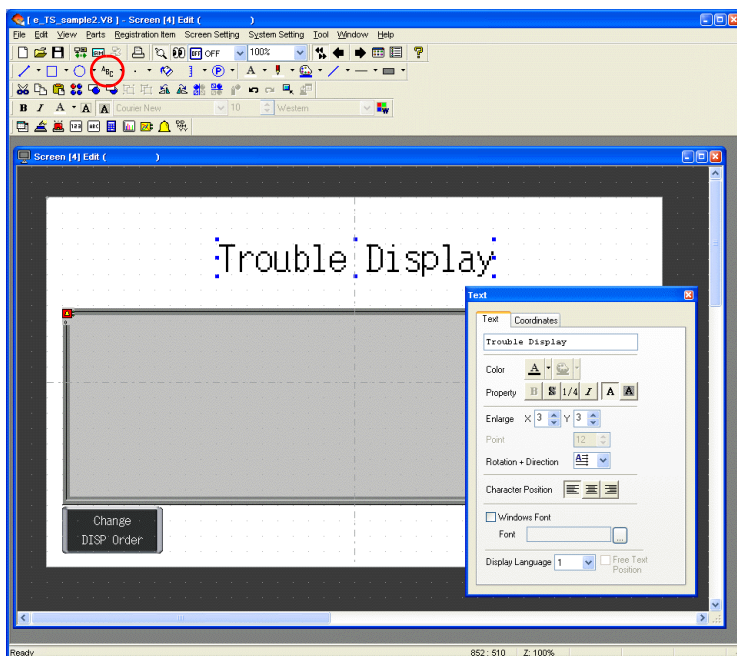 [ e_TS_sample2.V8 ] - Screen [4] Edit ( )
File Edit View Parts Registration Item Screen Setting System Setting Tool Window Help
OFF 100%
ABC P A
B I A A A Courier New 10 Western
Screen [4] Edit ( )
Trouble Display
Text
Text Coordinates
Trouble Display
Color A
Property B S 1/4 I A A
Enlarge X 3 Y 3
Point 12
Rotation + Direction A
Character Position
Windows Font
Font ...
Display Language 1 Free Text
Position
Change
DISP Order
Ready 852 : 510 Z: 100%